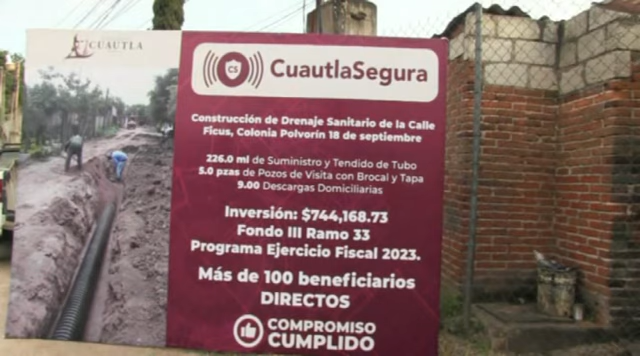 CUAUTLA
CS
CuautlaSegura
Construcción de Drenaje Sanitario de la Calle
Ficus, Colonia Polvorín 18 de septiembre
226.0 ml de Suministro y Tendido de Tubo
5.0 pzas de Pozos de Visita con Brocal y Tapa
9.00 Descargas Domiciliarias
Inversión: $744,168.73
Fondo III Ramo 33
Programa Ejercicio Fiscal 2023.
Más de 100 beneficiarios
DIRECTOS
COMPROMISO
CUMPLIDO